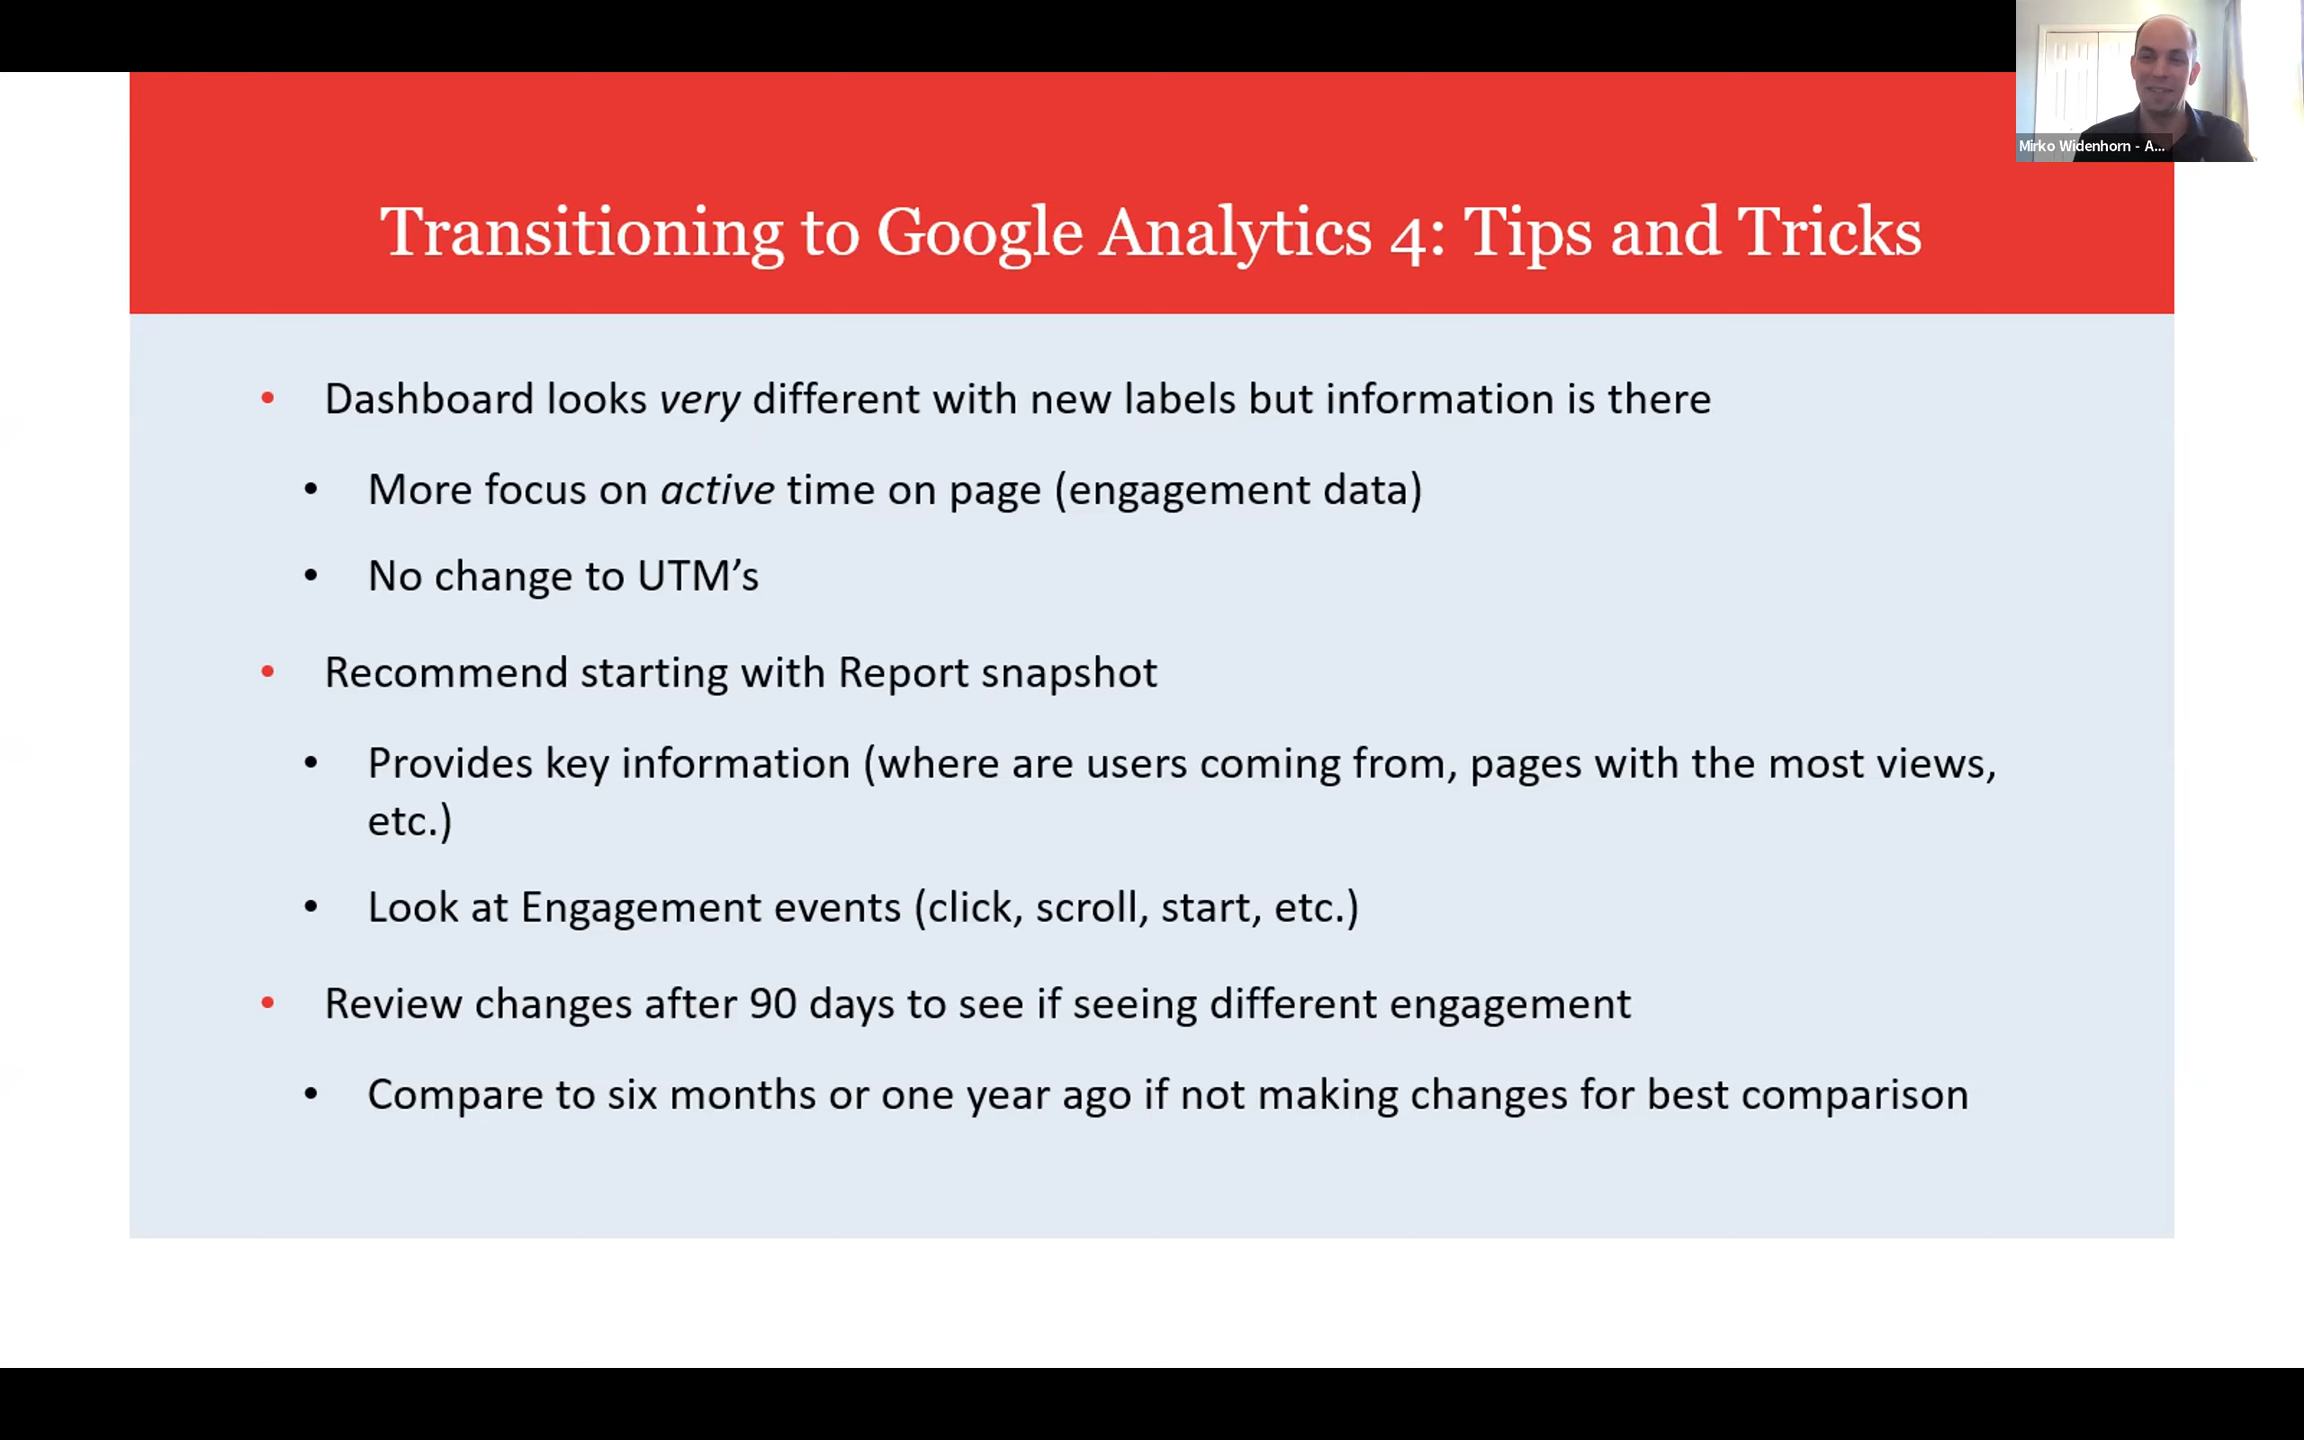 Mirko Widenhorn - A...
Transitioning to Google Analytics 4: Tips and Tricks
• Dashboard looks very different with new labels but information is there
• More focus on active time on page (engagement data)
• No change to UTM’s
• Recommend starting with Report snapshot
• Provides key information (where are users coming from, pages with the most views,
etc.)
• Look at Engagement events (click, scroll, start, etc.)
• Review changes after 90 days to see if seeing different engagement
• Compare to six months or one year ago if not making changes for best comparison